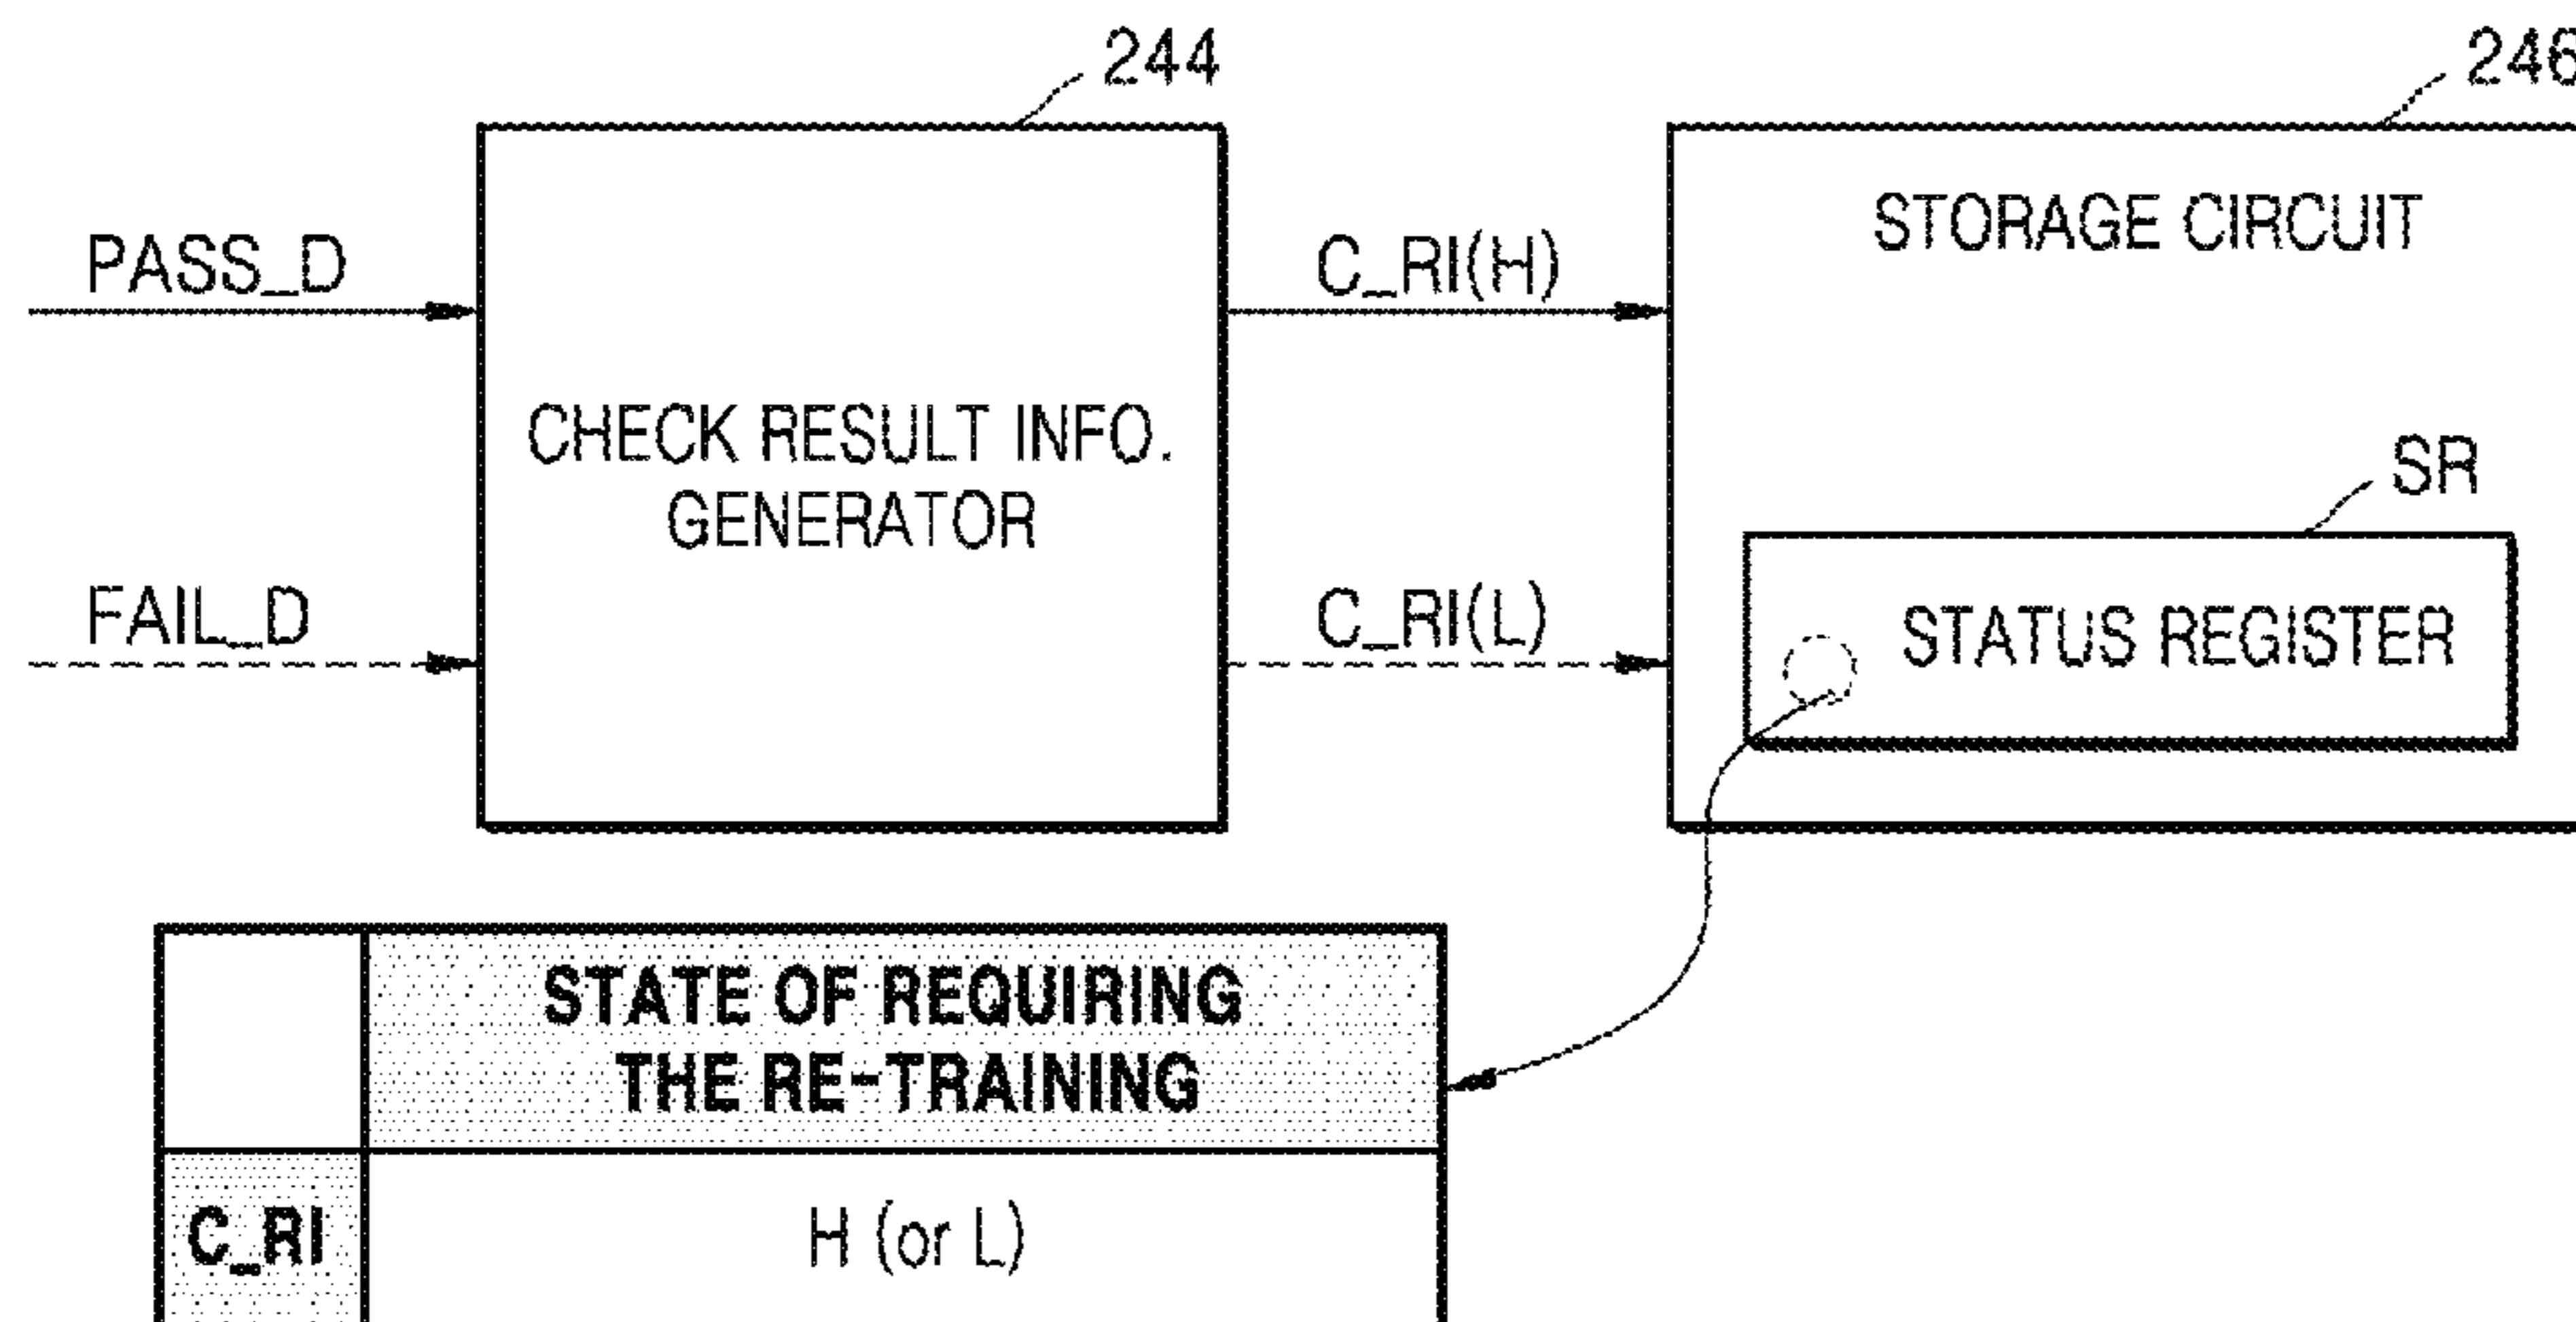 244
246
PASS_D
C_RI(H)
STORAGE CIRCUIT
CHECK RESULT INFO.
GENERATOR
SR
FAIL_D
C_RI(L)
STATUS REGISTER
STATE OF REQUIRING
THE RE-TRAINING
C_RI
H (or L)